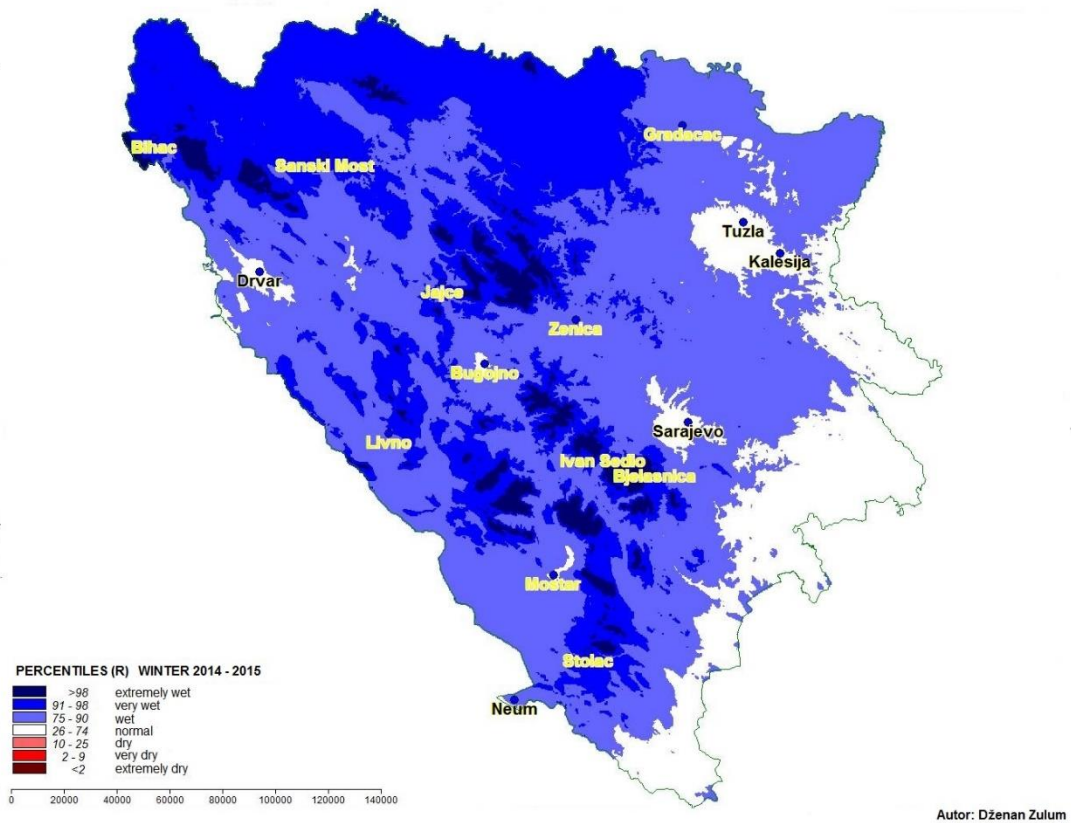 Gradacac
Bihac
Sanski Most
Tuzla
Kalesija
Drvar
Jajce
Zenica
Bugojno
Sarajevo
Livno
Ivan Sedlo
Bjelasnica
Mostar
Stolac
Neum
PERCENTILES (R) WINTER 2014 - 2015
>98 extremely wet
91 - 98 very wet
75 - 90 wet
26 - 74 normal
10 - 25 dry
2 - 9 very dry
<2 extremely dry
0 20000 40000 60000 80000 100000 120000 140000
Autor: Dženan Zulum